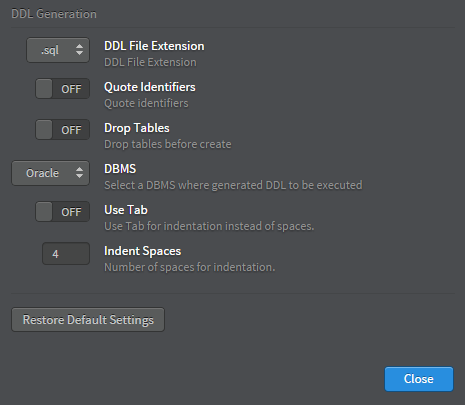 DDL Generation
.sql
DDL File Extension
DDL File Extension
OFF
Quote Identifiers
Quote identifiers
OFF
Drop Tables
Drop tables before create
Oracle
DBMS
Select a DBMS where generated DDL to be executed
OFF
Use Tab
Use Tab for indentation instead of spaces.
4
Indent Spaces
Number of spaces for indentation.
Restore Default Settings
Close